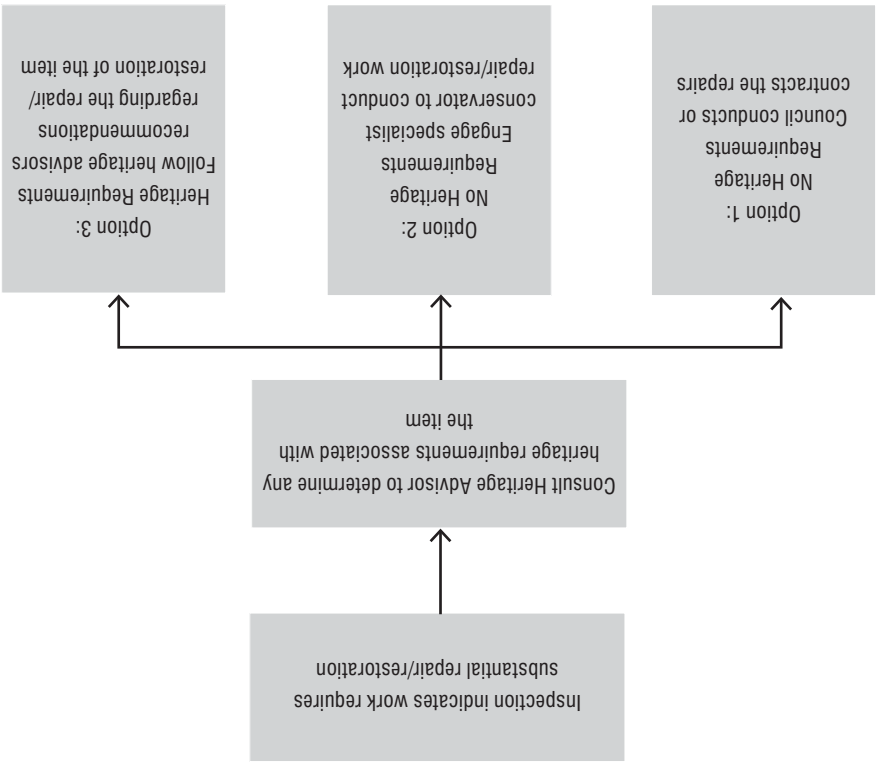 Inspection indicates work requires
substantial repair/restoration
Consult Heritage Advisor to determine any
heritage requirements associated with
the item
Option 1:
No Heritage
Requirements
Council conducts or
contracts the repairs
Option 2:
No Heritage
Requirements
Engage specialist
conservator to conduct
repair/restoration work
Option 3:
Heritage Requirements
Follow heritage advisors
recommendations
regarding the repair/
restoration of the item